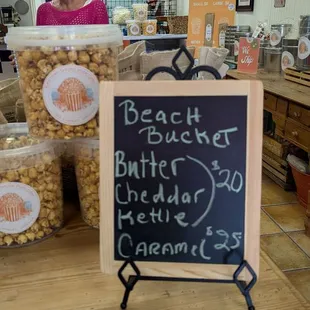 Beach
Bucket
Butter
Cheddar $20
Kettle
Caramel $25